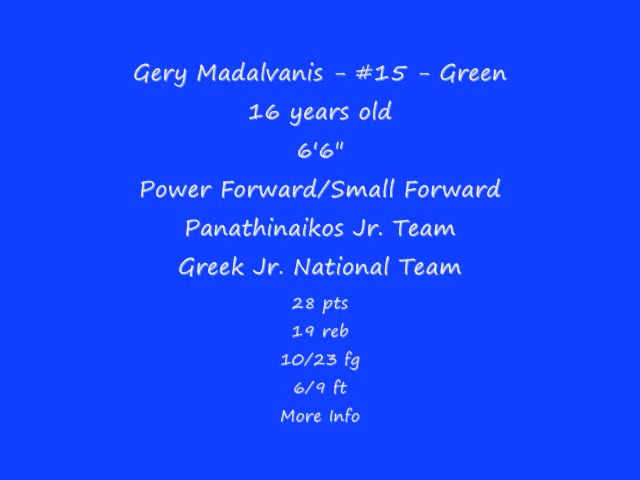 Gery Madalvanis - #15 - Green
16 years old
6'6"
Power Forward/Small Forward
Panathinaikos Jr. Team
Greek Jr. National Team
28 pts
19 reb
10/23 fg
6/9 ft
More Info